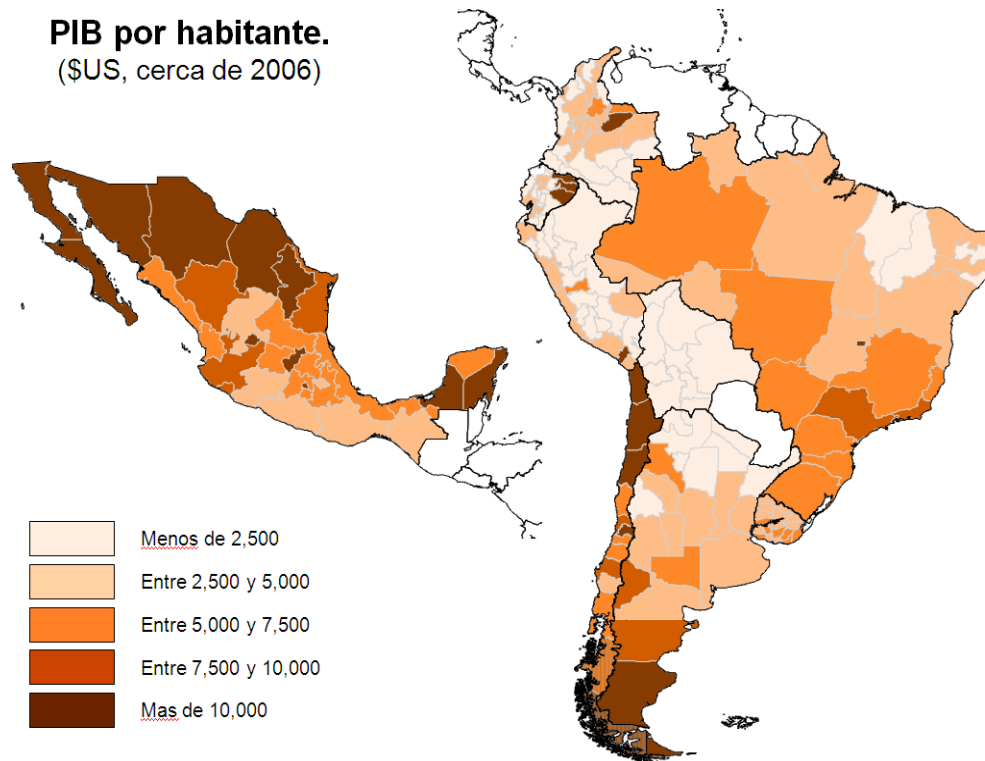 PIB por habitante.
($US, cerca de 2006)
Menos de 2,500
Entre 2,500 y 5,000
Entre 5,000 y 7,500
Entre 7,500 y 10,000
Mas de 10,000